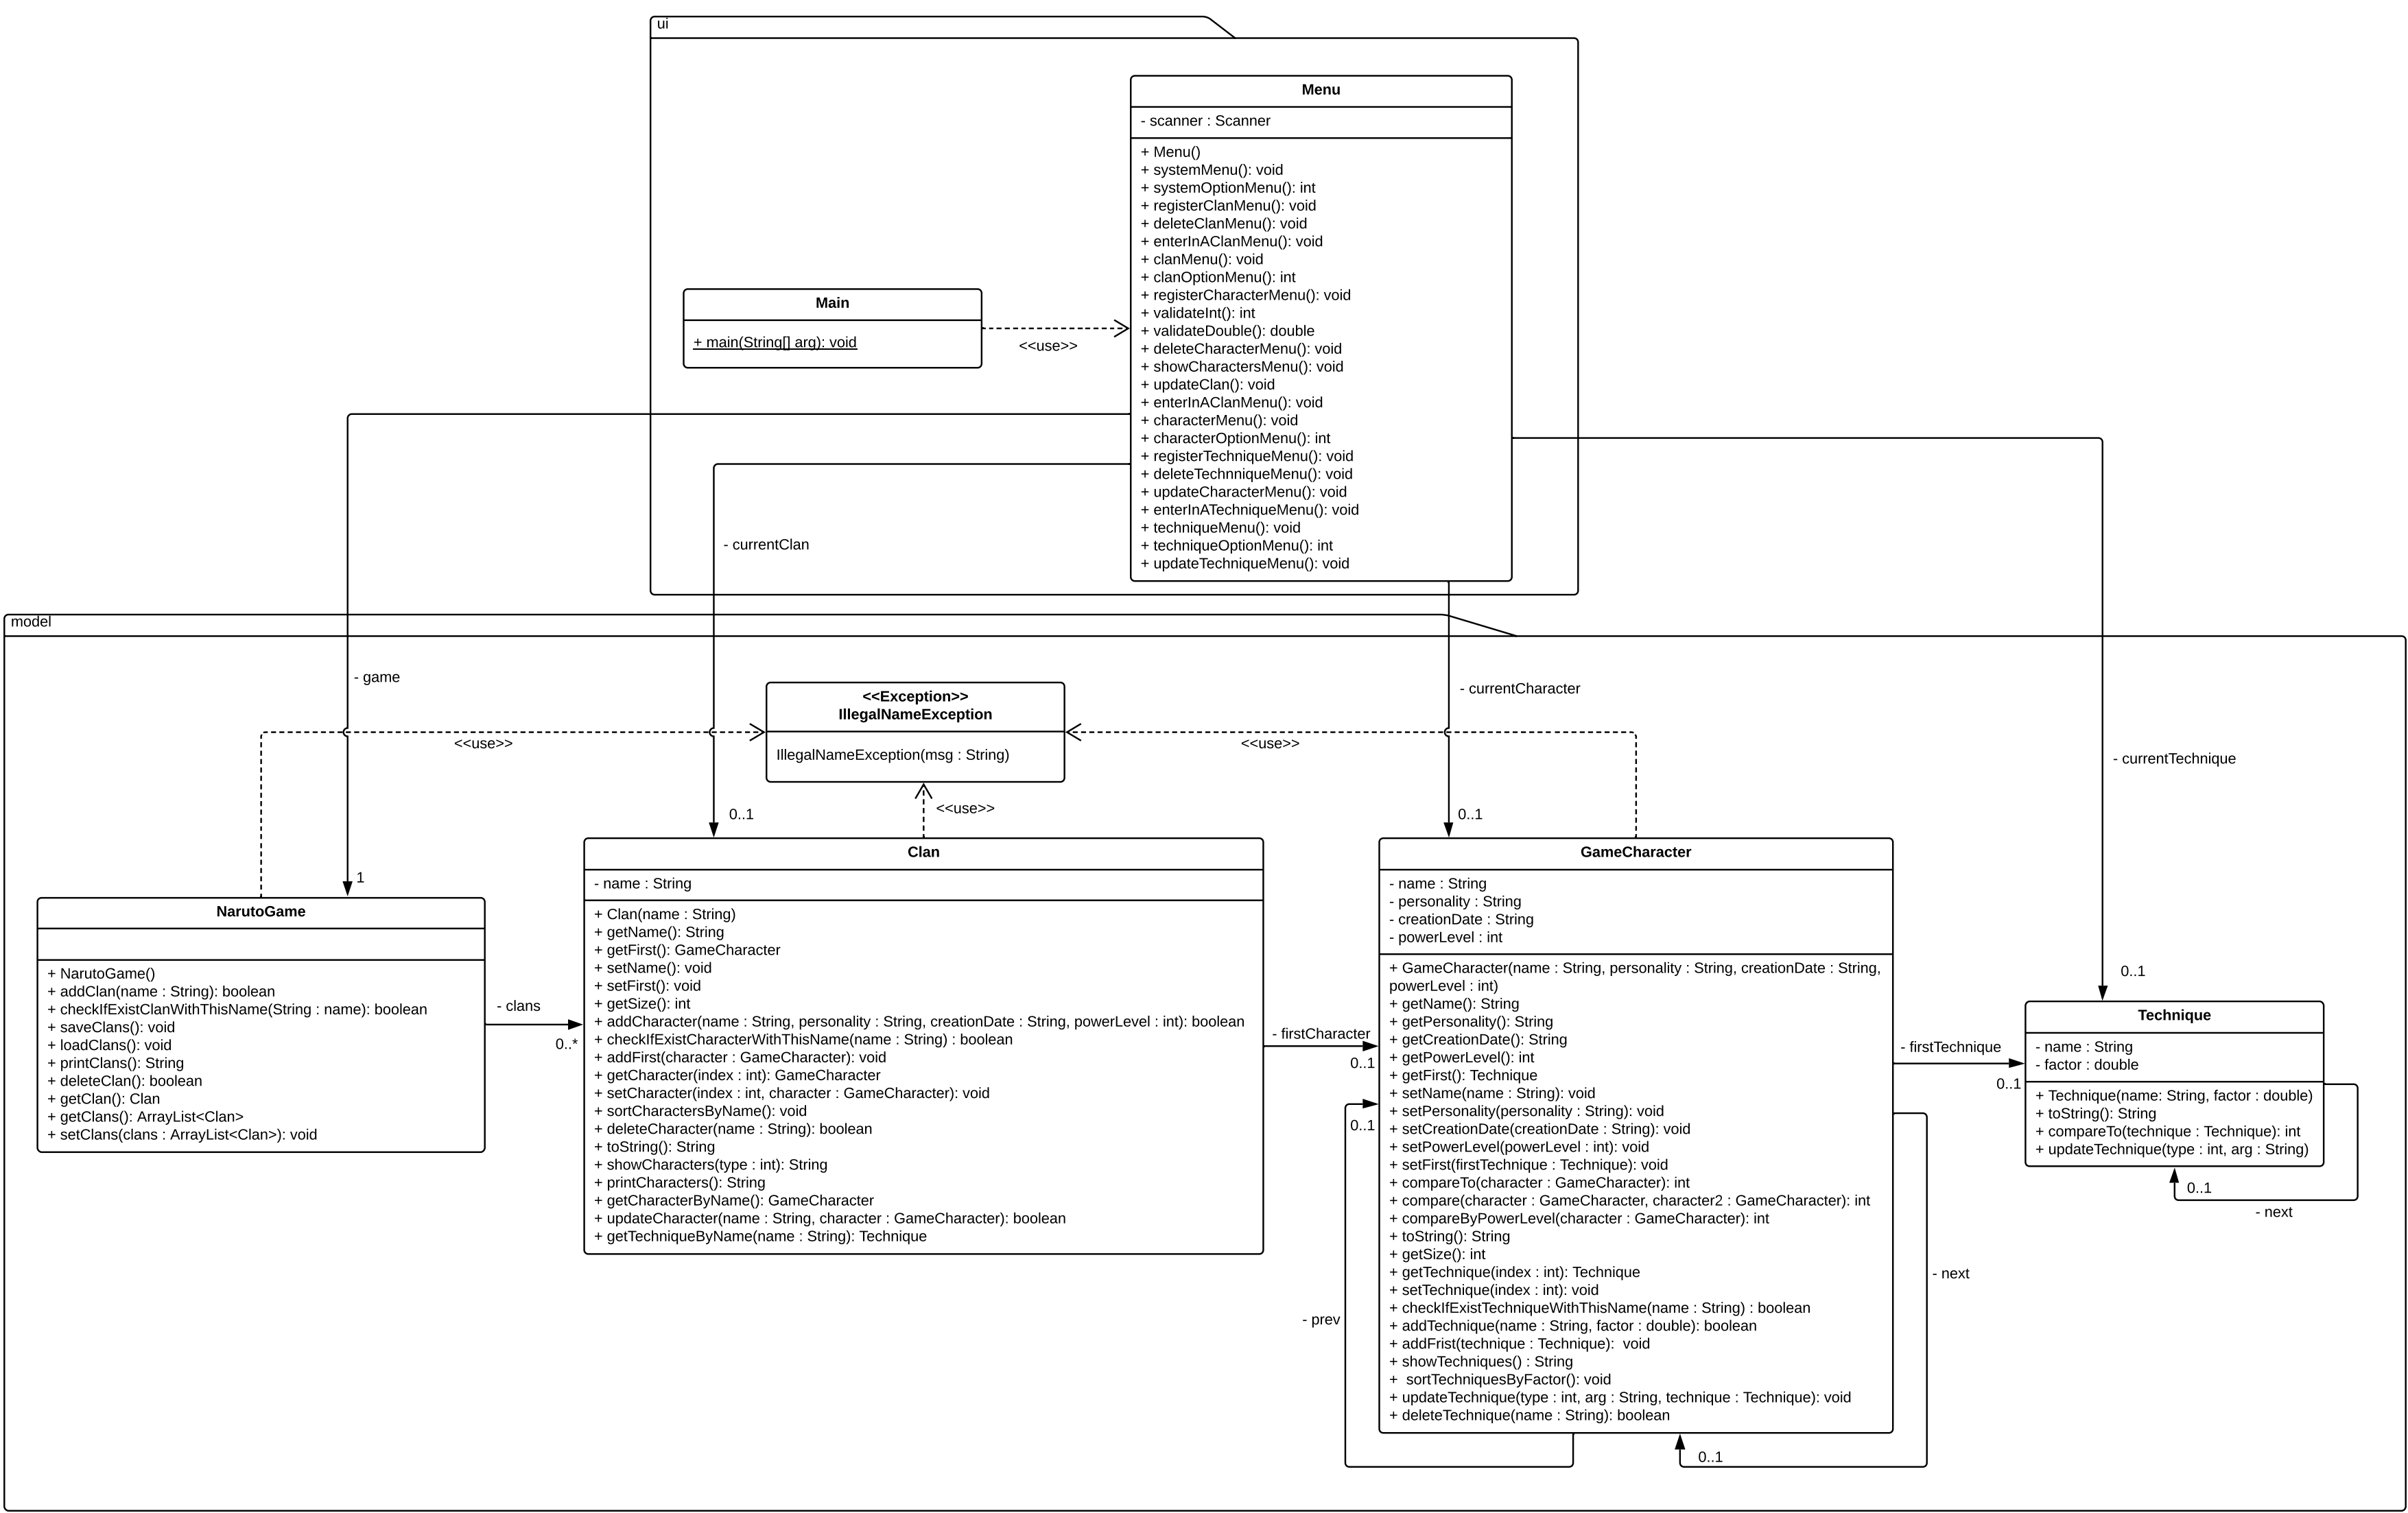 ui
Menu
- scanner : Scanner
+ Menu()
+ systemMenu(): void
+ systemOptionMenu(): int
+ registerClanMenu(): void
+ deleteClanMenu(): void
+ enterInAClanMenu(): void
+ clanMenu(): void
+ clanOptionMenu(): int
+ registerCharacterMenu(): void
+ validateInt(): int
+ validateDouble(): double
+ deleteCharacterMenu(): void
+ showCharactersMenu(): void
+ updateClan(): void
+ enterInAClanMenu(): void
+ characterMenu(): void
+ characterOptionMenu(): int
+ registerTechniqueMenu(): void
+ deleteTechnniqueMenu(): void
+ updateCharacterMenu(): void
+ enterInATechniqueMenu(): void
+ techniqueMenu(): void
+ techniqueOptionMenu(): int
+ updateTechniqueMenu(): void
Main
+ main(String[] arg): void
<<use>>
- currentClan
model
- game
<<Exception>>
IllegalNameException
IllegalNameException(msg : String)
- currentCharacter
<<use>>
<<use>>
- currentTechnique
<<use>>
0..1
0..1
1
0..1
NarutoGame
+ NarutoGame()
+ addClan(name : String): boolean
+ checkIfExistClanWithThisName(String : name): boolean
+ saveClans(): void
+ loadClans(): void
+ printClans(): String
+ deleteClan(): boolean
+ getClan(): Clan
+ getClans(): ArrayList<Clan>
+ setClans(clans : ArrayList<Clan>): void
- clans
0..*
Clan
- name : String
+ Clan(name : String)
+ getName(): String
+ getFirst(): GameCharacter
+ setName(): void
+ setFirst(): void
+ getSize(): int
+ addCharacter(name : String, personality : String, creationDate : String, powerLevel : int): boolean
+ checkIfExistCharacterWithThisName(name : String) : boolean
+ addFirst(character : GameCharacter): void
+ getCharacter(index : int): GameCharacter
+ setCharacter(index : int, character : GameCharacter): void
+ sortCharactersByName(): void
+ deleteCharacter(name : String): boolean
+ toString(): String
+ showCharacters(type : int): String
+ printCharacters(): String
+ getCharacterByName(): GameCharacter
+ updateCharacter(name : String, character : GameCharacter): boolean
+ getTechniqueByName(name : String): Technique
- firstCharacter
0..1
0..1
- prev
GameCharacter
- name : String
- personality : String
- creationDate : String
- powerLevel : int
+ GameCharacter(name : String, personality : String, creationDate : String,
powerLevel : int)
+ getName(): String
+ getPersonality(): String
+ getCreationDate(): String
+ getPowerLevel(): int
+ getFirst(): Technique
+ setName(name : String): void
+ setPersonality(personality : String): void
+ setCreationDate(creationDate : String): void
+ setPowerLevel(powerLevel : int): void
+ setFirst(firstTechnique : Technique): void
+ compareTo(character : GameCharacter): int
+ compare(character : GameCharacter, character2 : GameCharacter): int
+ compareByPowerLevel(character : GameCharacter): int
+ toString(): String
+ getSize(): int
+ getTechnique(index : int): Technique
+ setTechnique(index : int): void
+ checkIfExistTechniqueWithThisName(name : String) : boolean
+ addTechnique(name : String, factor : double): boolean
+ addFrist(technique : Technique):  void
+ showTechniques() : String
+  sortTechniquesByFactor(): void
+ updateTechnique(type : int, arg : String, technique : Technique): void
+ deleteTechnique(name : String): boolean
0..1
- next
- firstTechnique
0..1
Technique
- name : String
- factor : double
+ Technique(name: String, factor : double)
+ toString(): String
+ compareTo(technique : Technique): int
+ updateTechnique(type : int, arg : String)
0..1
- next